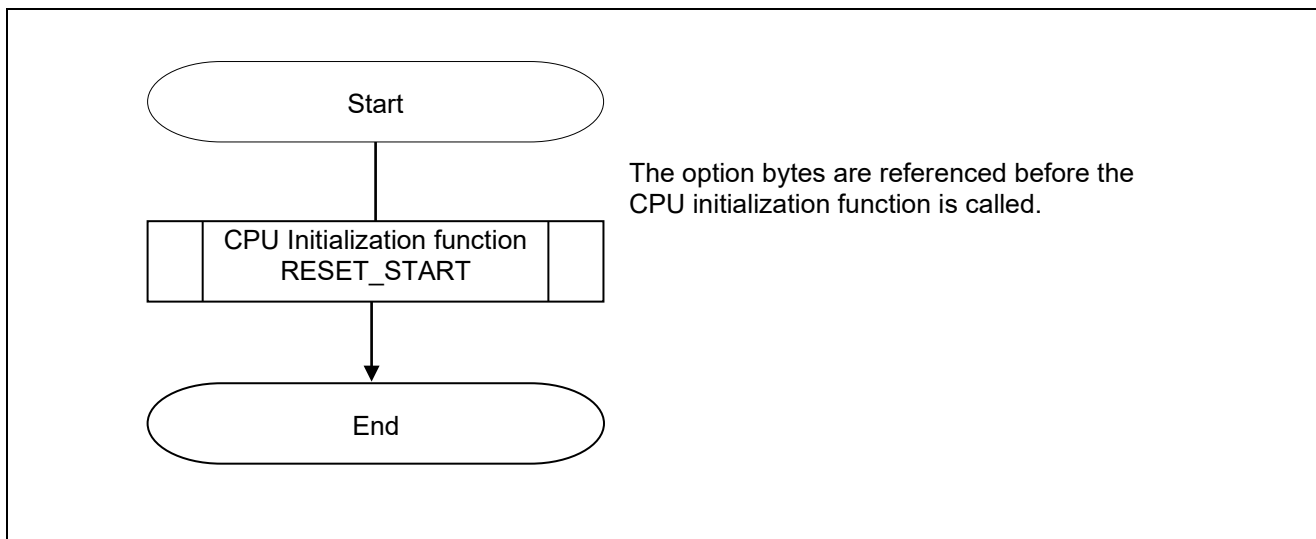 Start
The option bytes are referenced before the
CPU initialization function is called.
CPU Initialization function
RESET_START
End